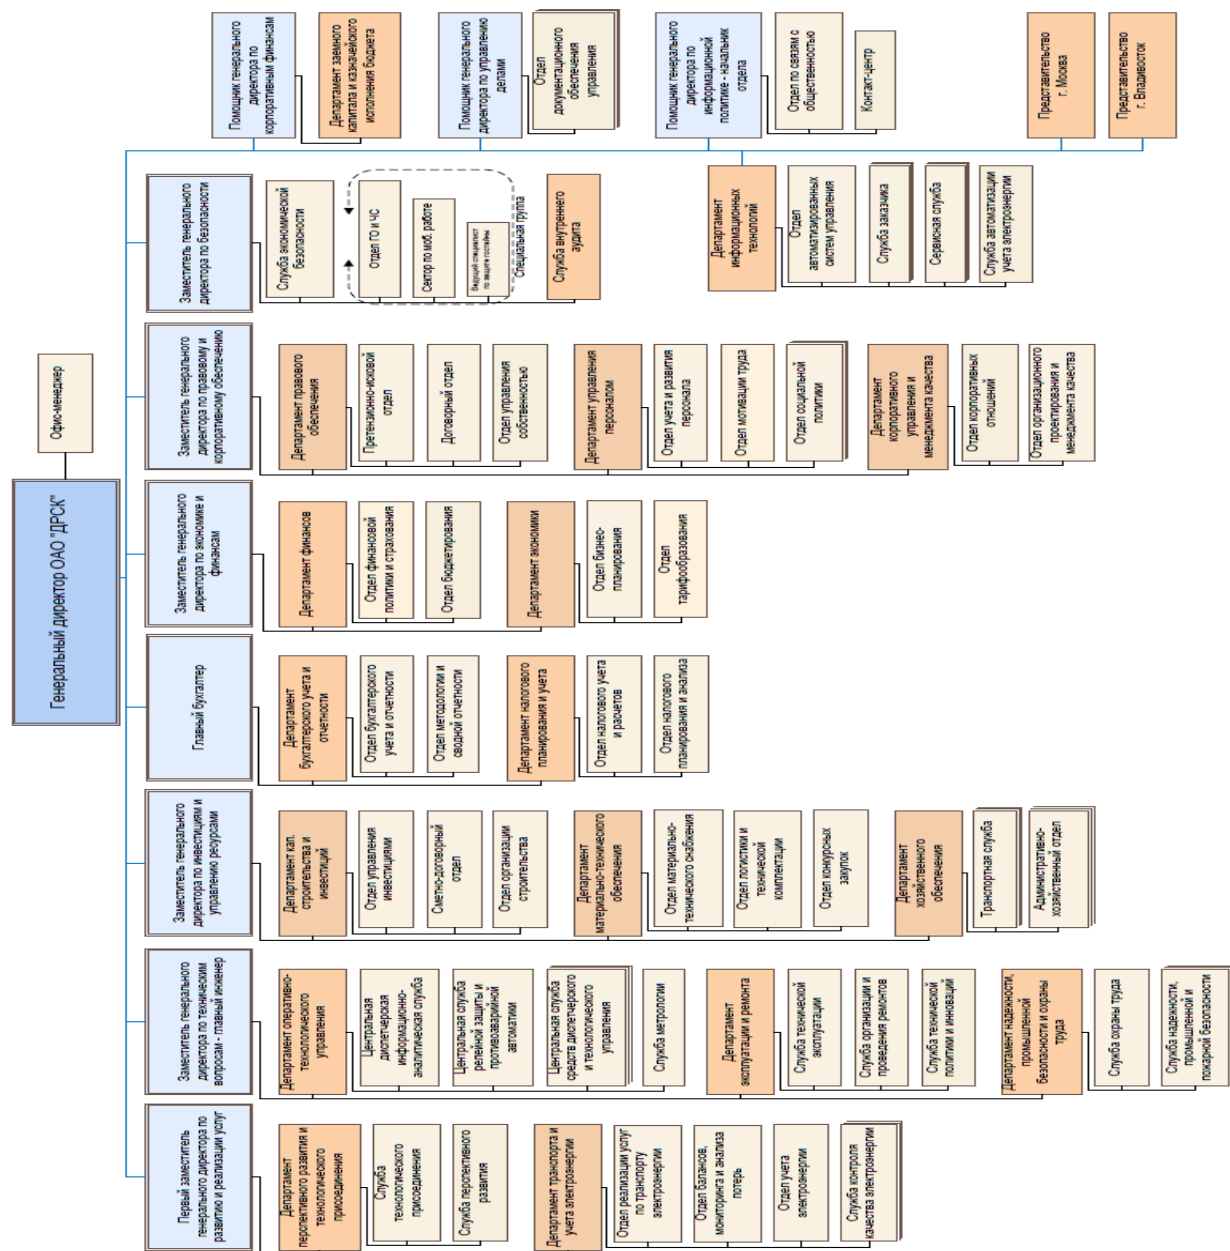 Генеральный директор ОАО "ДРСК"
Офис-менеджер
Первый заместитель
генерального директора по
развитию и реализации услуг
Департамент
перспективного развития и
технологического
присоединения
Служба
технологического
присоединения
Служба перспективного
развития
Департамент транспорта и
учета электроэнергии
Отдел реализации услуг
по транспорту
электроэнергии
Отдел балансов,
мониторинга и анализа
потерь
Отдел учета
электроэнергии
Служба контроля
качества электроэнергии
Заместитель генерального
директора по техническим
вопросам - главный инженер
Департамент оперативно-
технологического
управления
Центральная
диспетчерская
информационно-
аналитическая служба
Центральная служба
релейной защиты и
противоаварийной
автоматики
Центральная служба
средств диспетчерского
и технологического
управления
Служба метрологии
Департамент
эксплуатации и ремонта
Служба технической
эксплуатации
Служба организации и
проведения ремонтов
Служба технической
политики и инноваций
Департамент надежности,
промышленной
безопасности и охраны
труда
Служба охраны труда
Служба надежности,
промышленной и
пожарной безопасности
Заместитель генерального
директора по инвестициям и
управлению ресурсами
Департамент кап.
строительства и
инвестиций
Отдел управления
инвестициями
Сметно-договорный
отдел
Отдел организации
строительства
Департамент
материально-технического
обеспечения
Отдел материально-
технического снабжения
Отдел логистики и
технической
комплектации
Отдел конкурсных
закупок
Департамент
хозяйственного
обеспечения
Транспортная служба
Административно-
хозяйственный отдел
Главный бухгалтер
Департамент
бухгалтерского учета и
отчетности
Отдел бухгалтерского
учета и отчетности
Отдел методологии и
сводной отчетности
Департамент налогового
планирования и учета
Отдел налогового учета
и расчетов
Отдел налогового
планирования и анализа
Заместитель генерального
директора по экономике и
финансам
Департамент финансов
Отдел финансовой
политики и страхования
Отдел бюджетирования
Департамент экономики
Отдел бизнес-
планирования
Отдел
тарифообразования
Заместитель генерального
директора по правовому и
корпоративному обеспечению
Департамент правового
обеспечения
Претензионно-исковой
отдел
Договорный отдел
Отдел управления
собственностью
Департамент управления
персоналом
Отдел учета и развития
персонала
Отдел мотивации труда
Отдел социальной
политики
Департамент
корпоративного
управления и
менеджмента качества
Отдел корпоративных
отношений
Отдел организационного
проектирования и
менеджмента качества
Заместитель генерального
директора по безопасности
Служба экономической
безопасности
Отдел ГО и ЧС
Сектор по моб. работе
Ведущий специалист
по защите гостайны
Специальная группа
Служба внутреннего
аудита
Департамент
информационных
технологий
Отдел
автоматизированных
систем управления
Служба заказчика
Сервисная служба
Служба автоматизации
учета электроэнергии
Помощник генерального
директора по
корпоративным финансам
Департамент заемного
капитала и казначейского
исполнения бюджета
Помощник генерального
директора по управлению
делами
Отдел
документационного
обеспечения
управления
Помощник генерального
директора по
информационной
политике - начальник
отдела
Отдел по связям с
общественностью
Контакт-центр
Представительство
г. Москва
Представительство
г. Владивосток